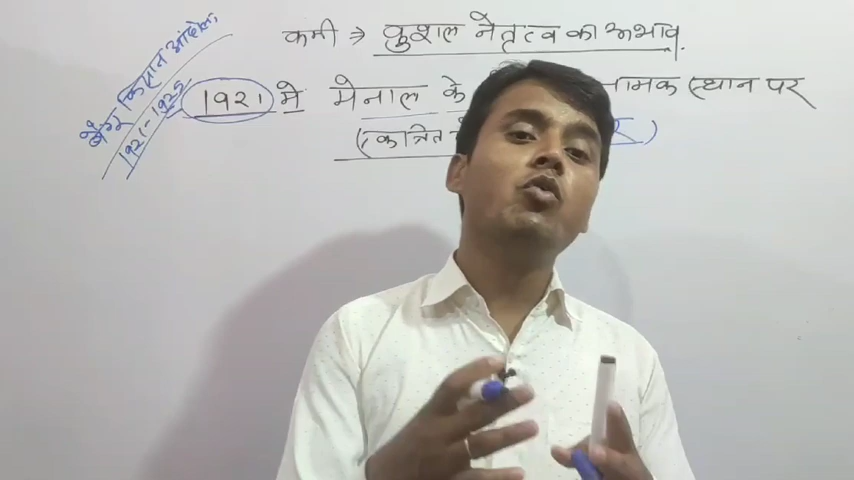 बेंगू किसान आंदोलन
1921-1925
कमी ⇒ कुशल नेतृत्व का अभाव.
1921 में मेनाल के नामक स्थान पर
एकत्रित